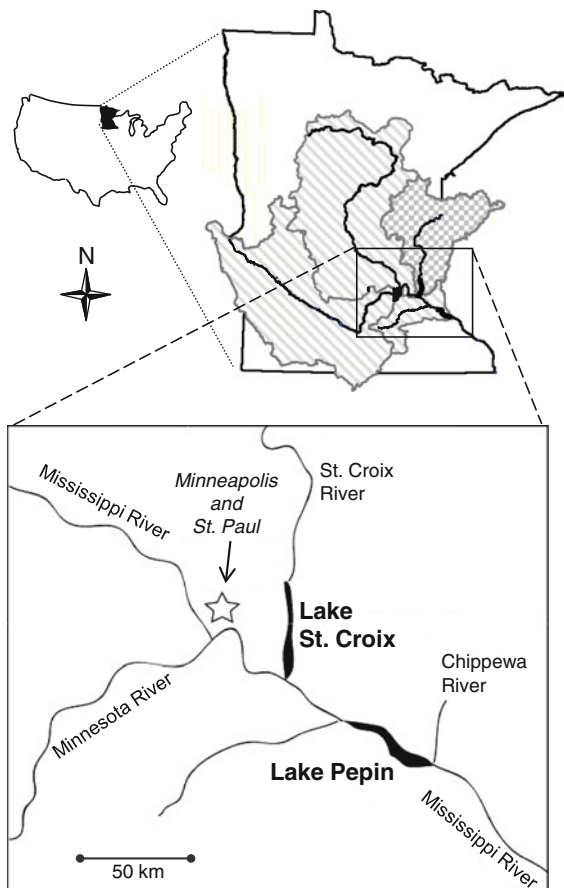 N
Mississippi River
Minneapolis
and
St. Paul
St. Croix
River
Lake
St. Croix
Chippewa
River
Minnesota River
Lake Pepin
Mississippi River
50 km